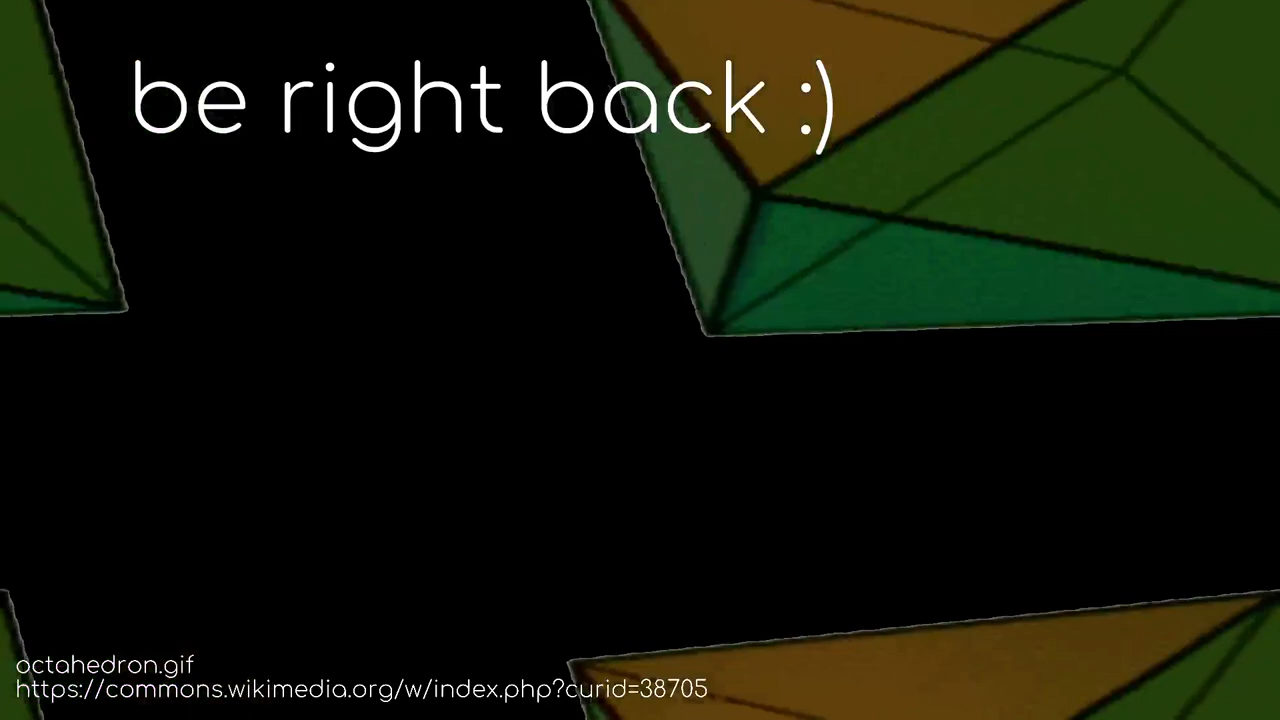 be right back :)
octahedron.gif
https://commons.wikimedia.org/w/index.php?curid=38705